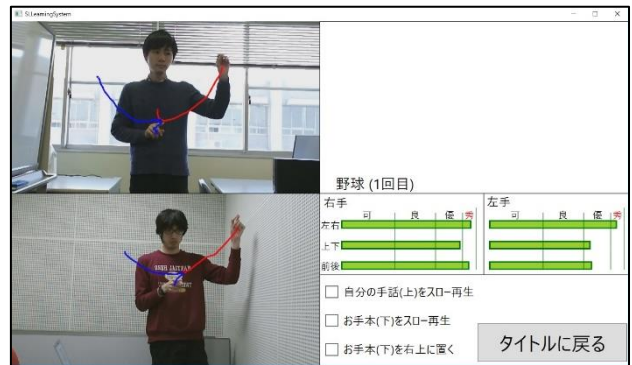 SLLearningSystem
野球 (1回目)
右手
可 良 優 秀
左右
上下
前後
左手
可 良 優 秀
自分の手話(上)をスロー再生
お手本(下)をスロー再生
お手本(下)を右上に置く
タイトルに戻る